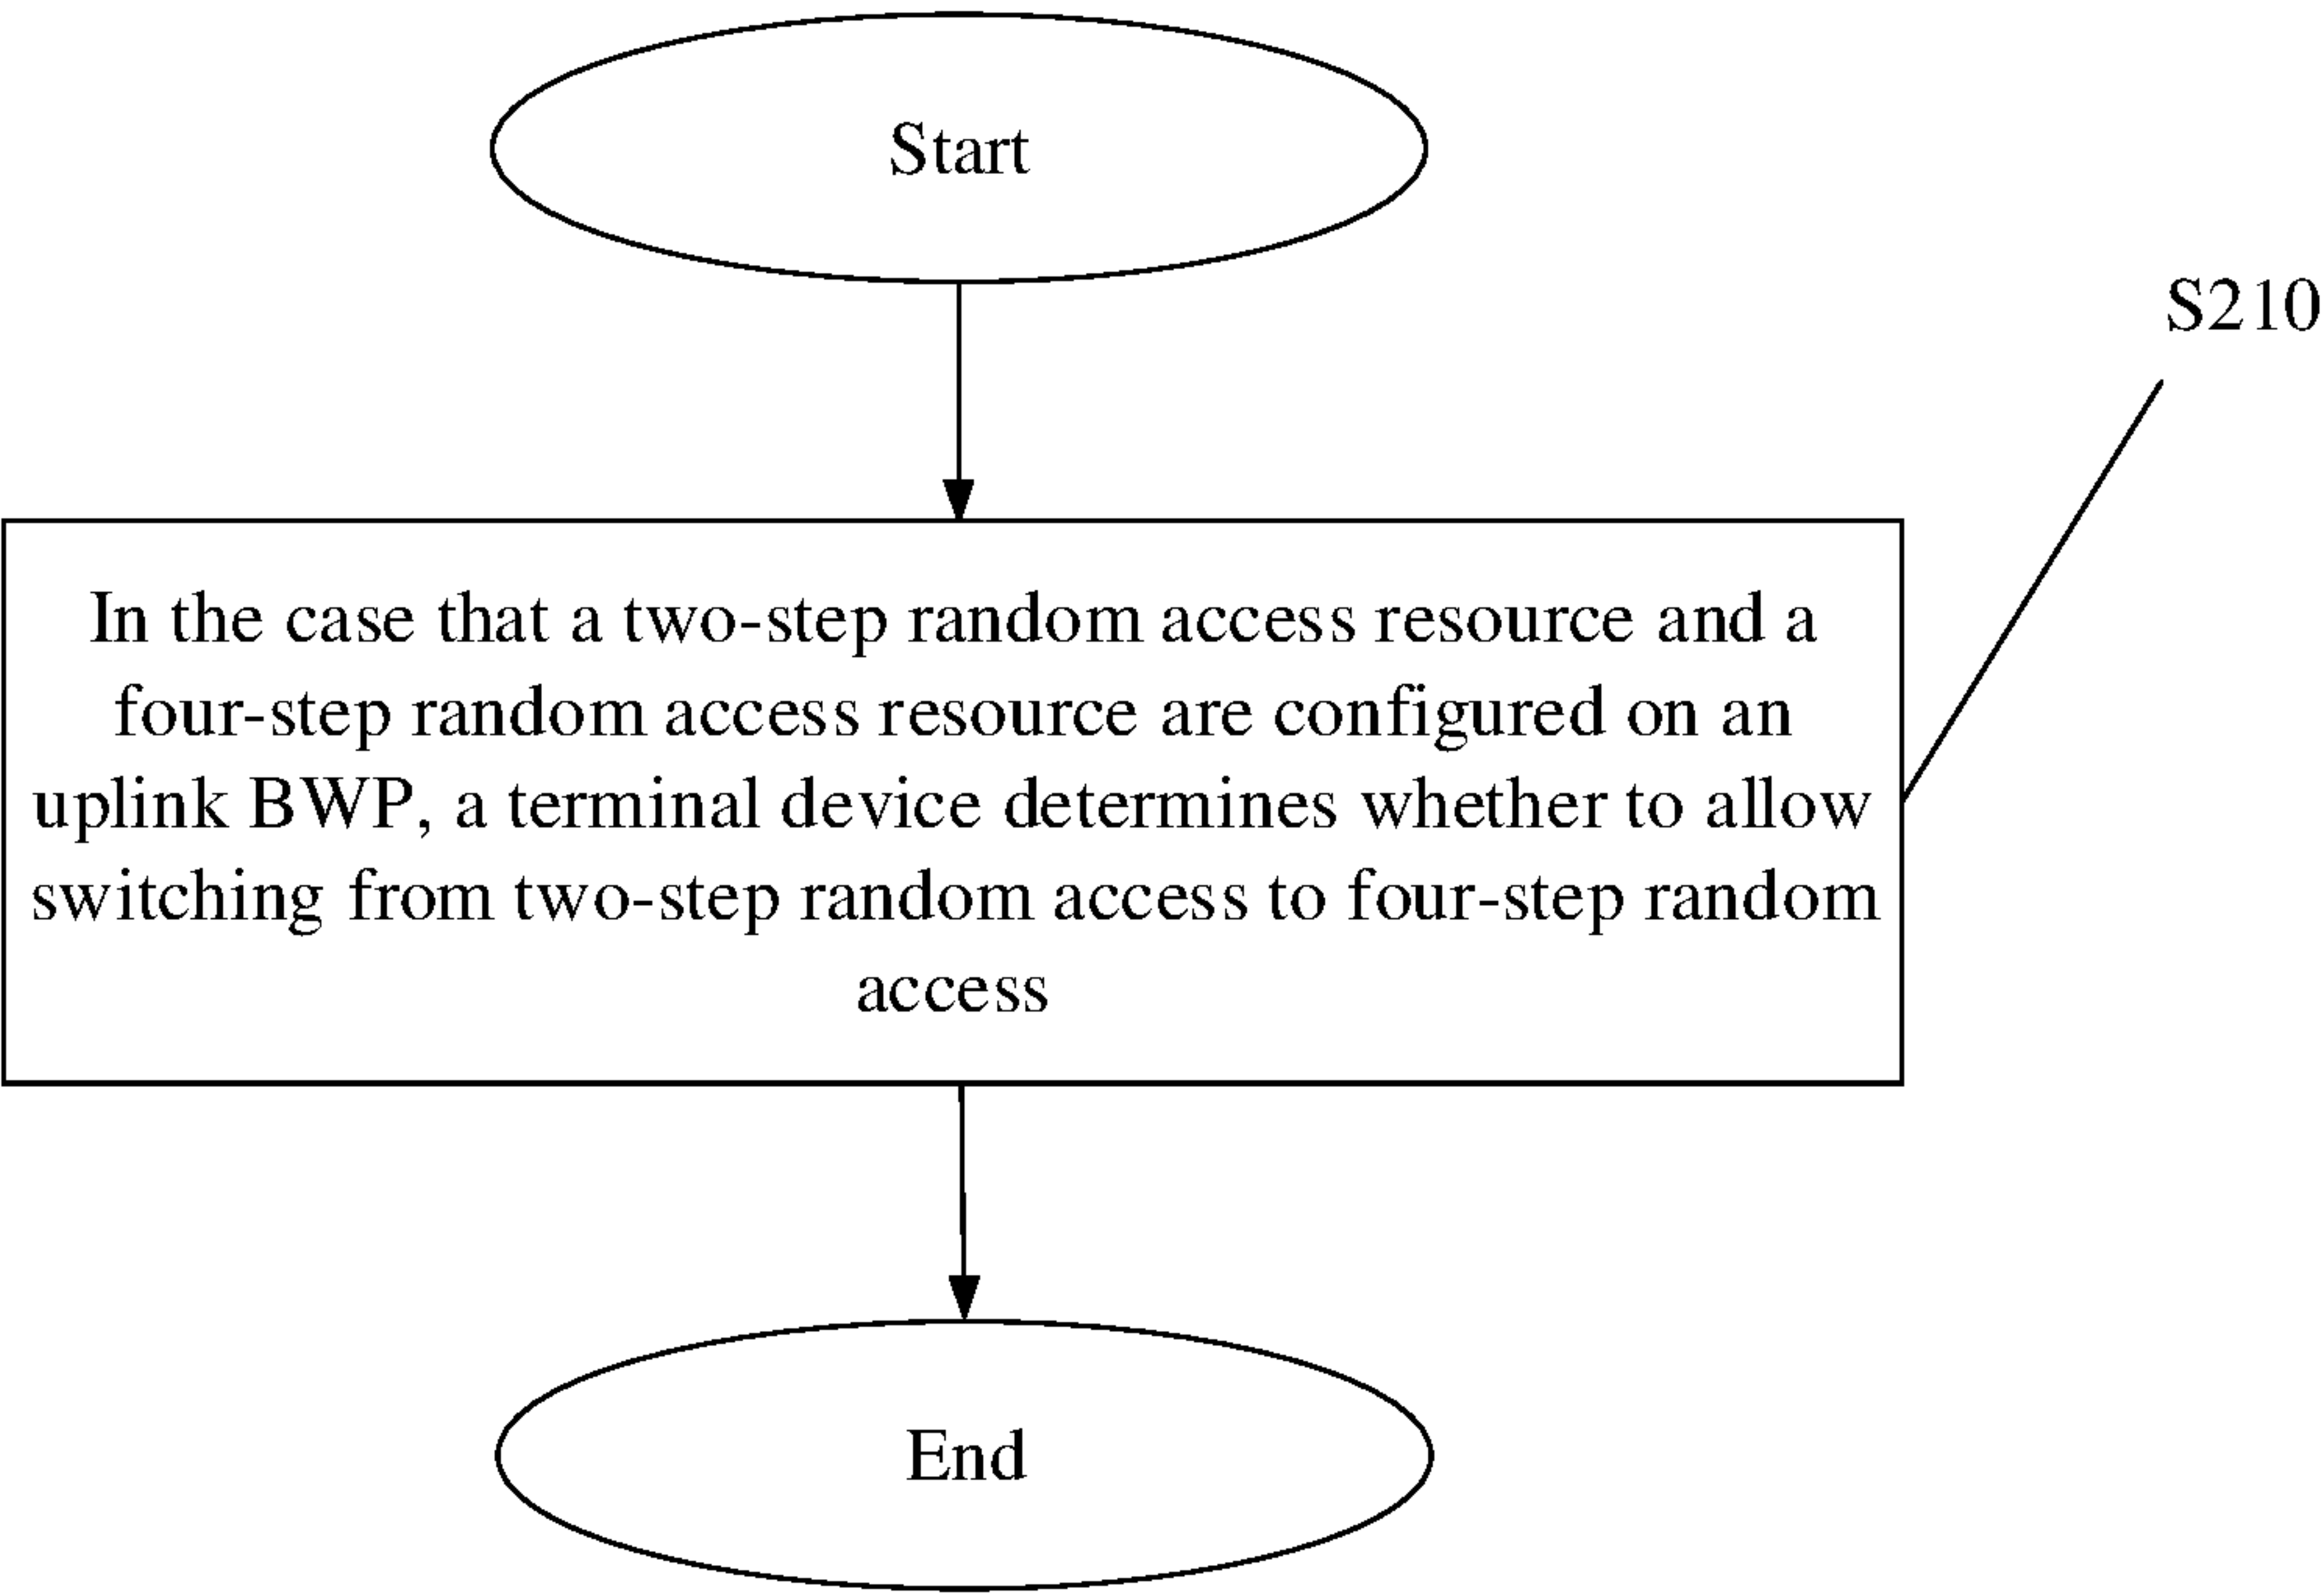 Start
S210
In the case that a two-step random access resource and a
four-step random access resource are configured on an
uplink BWP, a terminal device determines whether to allow
switching from two-step random access to four-step random
access
End